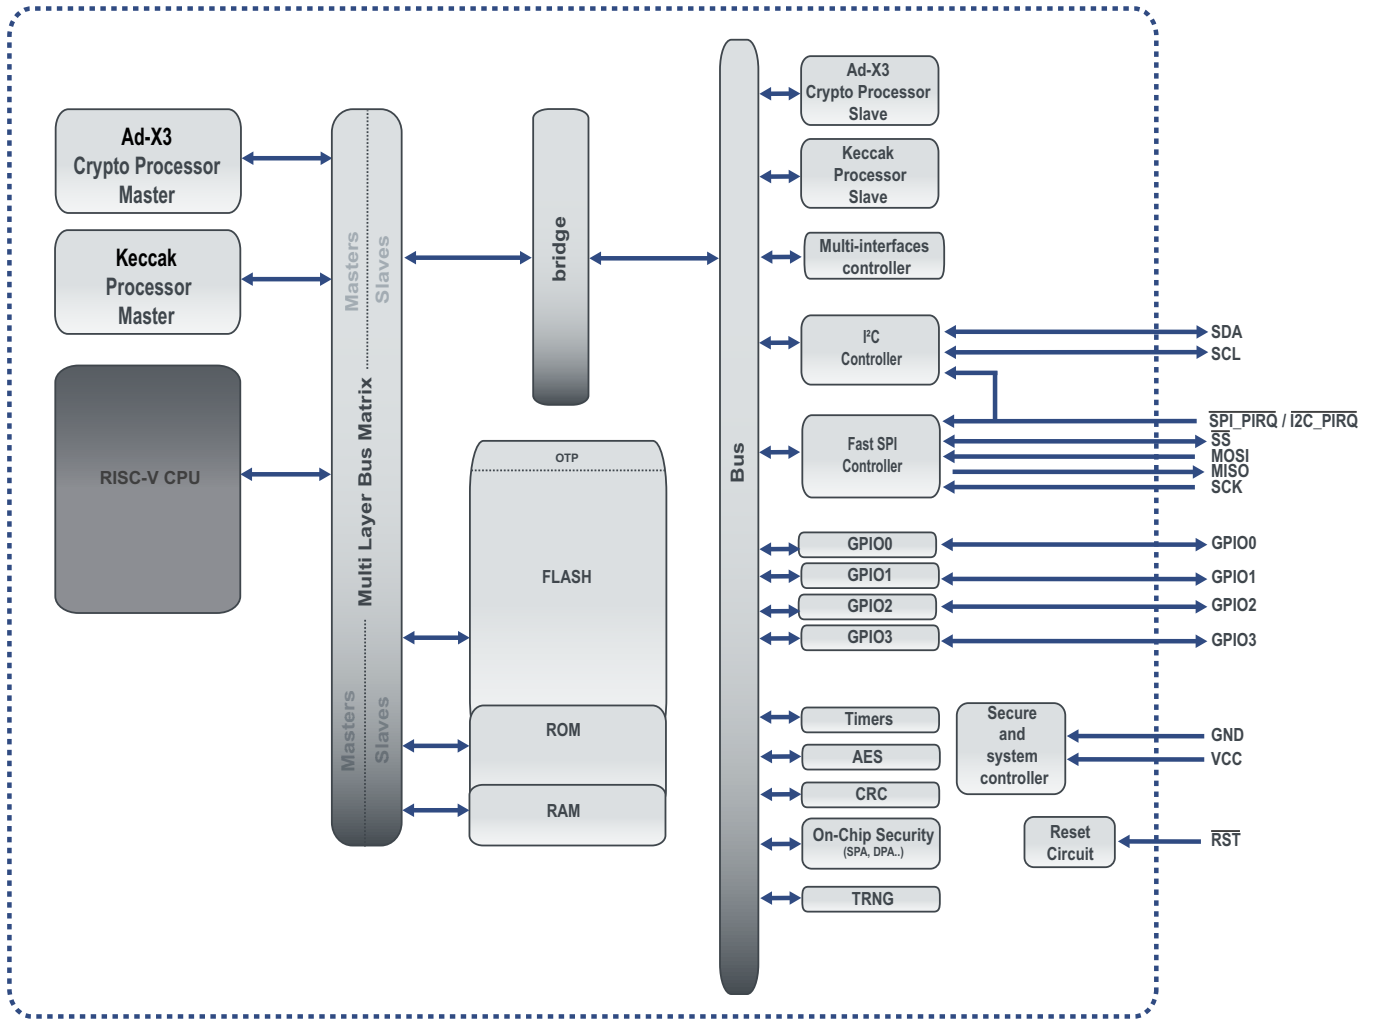 Ad-X3
Crypto Processor
Master
Keccak
Processor
Master
RISC-V CPU
Masters
Slaves
Multi Layer Bus Matrix
Masters
Slaves
bridge
OTP
FLASH
ROM
RAM
Bus
Ad-X3
Crypto Processor
Slave
Keccak
Processor
Slave
Multi-interfaces
controller
I²C
Controller
Fast SPI
Controller
GPIO0
GPIO1
GPIO2
GPIO3
Timers
AES
CRC
On-Chip Security
(SPA, DPA..)
TRNG
Secure
and
system
controller
Reset
Circuit
SDA
SCL
SPI_PIRQ / I2C_PIRQ
SS
MOSI
MISO
SCK
GPIO0
GPIO1
GPIO2
GPIO3
GND
VCC
RST